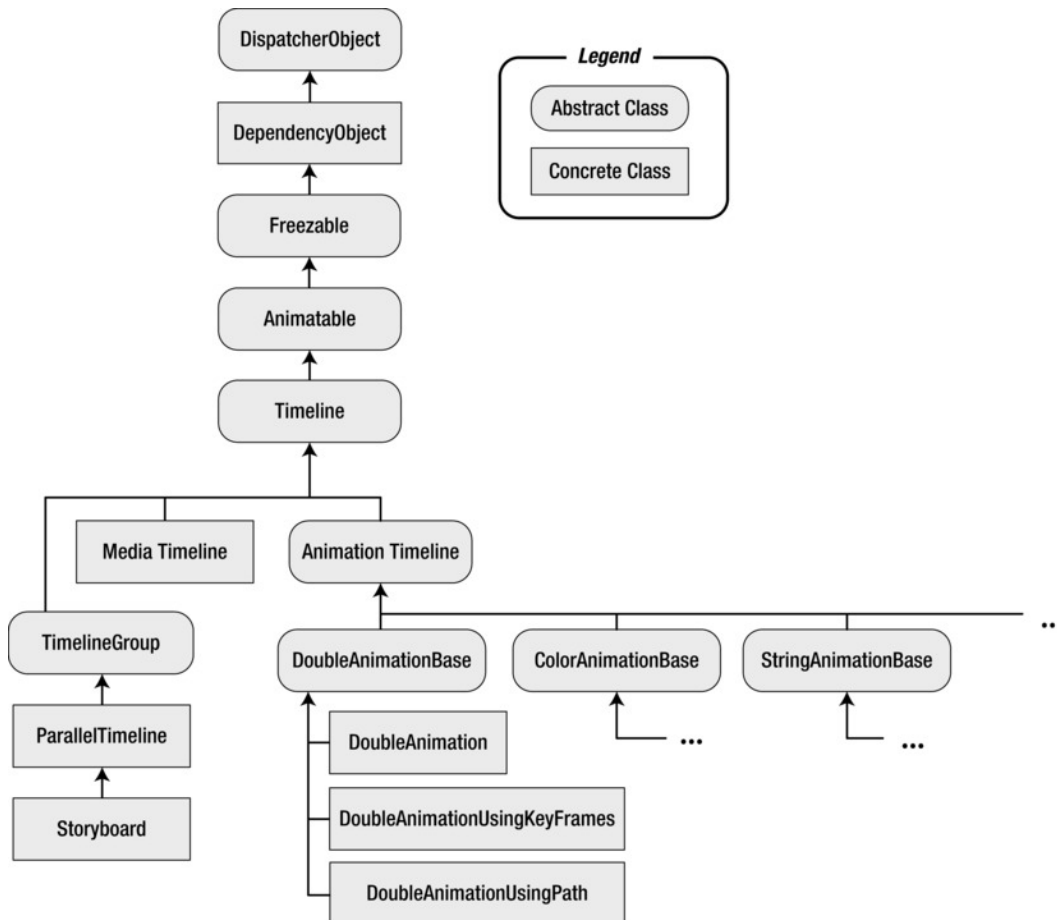 DispatcherObject
Legend
Abstract Class
DependencyObject
Concrete Class
Freezable
Animatable
Timeline
Media Timeline
Animation Timeline
..
TimelineGroup
DoubleAnimationBase
ColorAnimationBase
StringAnimationBase
ParallelTimeline
DoubleAnimation
...
...
Storyboard
DoubleAnimationUsingKeyFrames
DoubleAnimationUsingPath